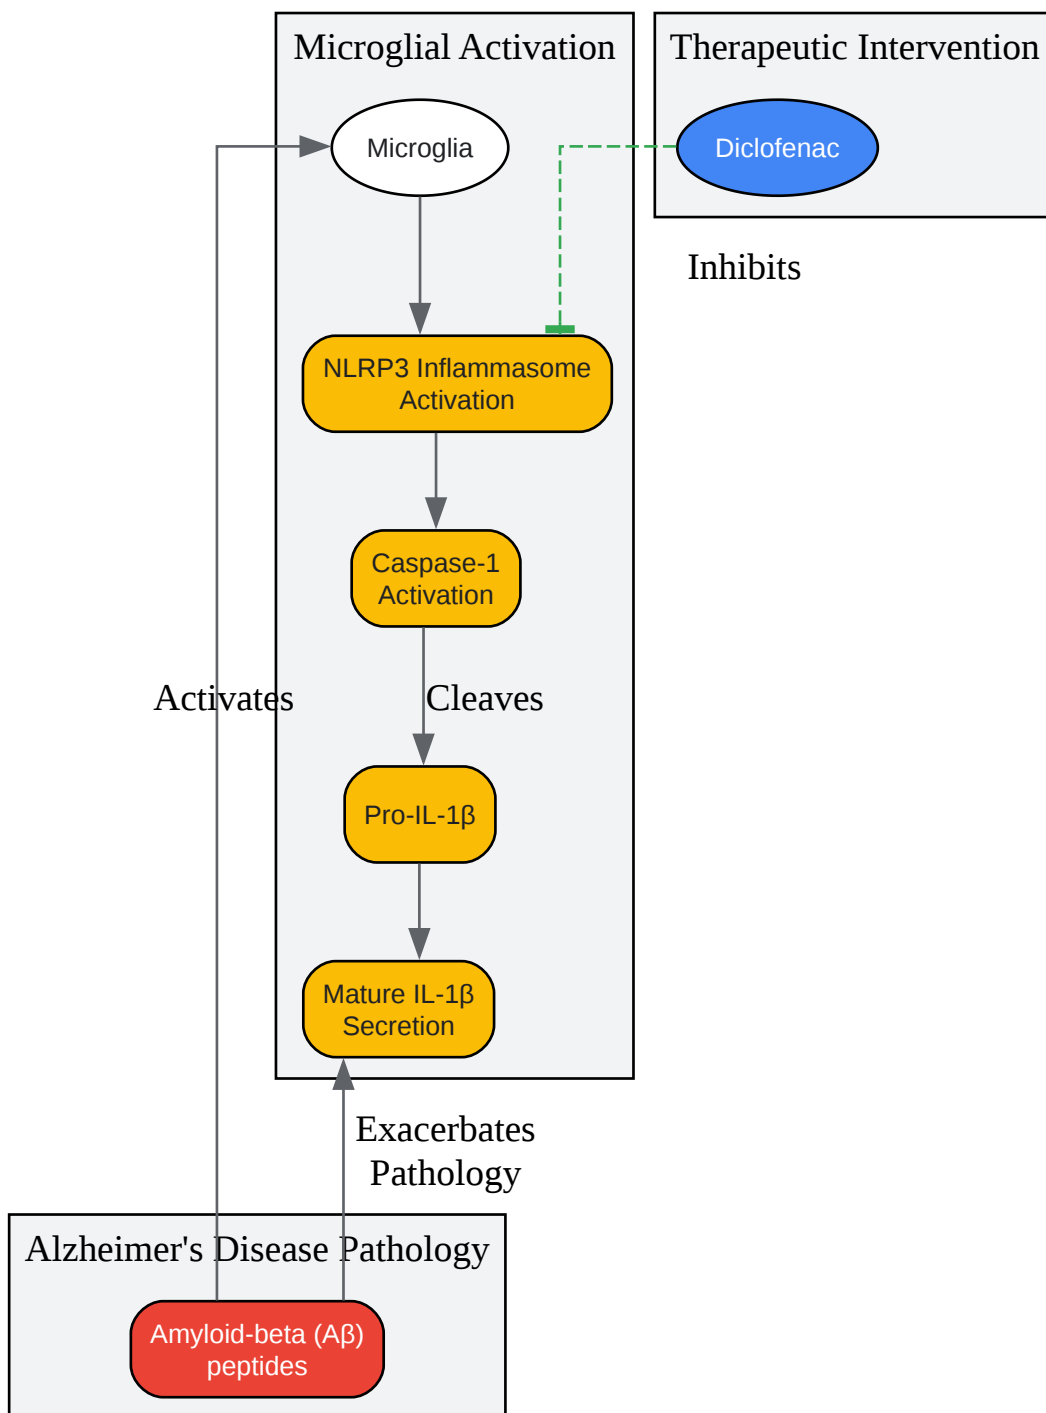 Microglial Activation
Therapeutic Intervention
Microglia
Diclofenac
Inhibits
NLRP3 Inflammasome
Activation
Caspase-1
Activation
Activates
Cleaves
Pro-IL-1β
Mature IL-1β
Secretion
Exacerbates
Pathology
Alzheimer's Disease Pathology
Amyloid-beta (Aβ)
peptides